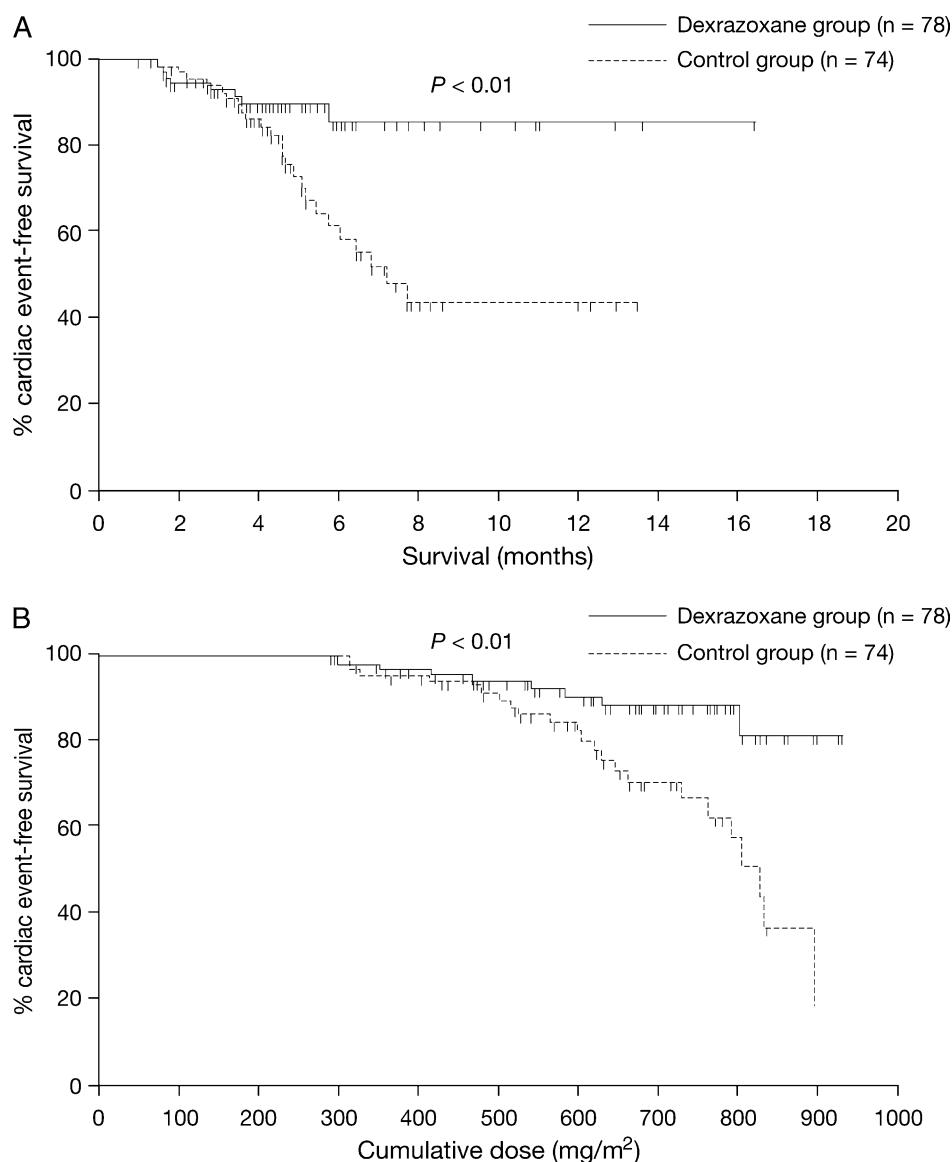 A
Dexrazoxane group (n = 78)
Control group (n = 74)
P < 0.01
% cardiac event-free survival
100
80
60
40
20
0
0 2 4 6 8 10 12 14 16 18 20
Survival (months)
B
Dexrazoxane group (n = 78)
Control group (n = 74)
P < 0.01
% cardiac event-free survival
100
80
60
40
20
0
0 100 200 300 400 500 600 700 800 900 1000
Cumulative dose (mg/m²)